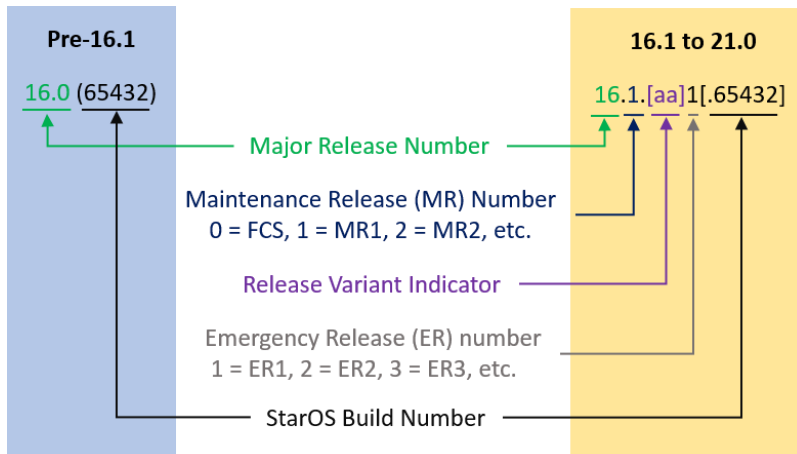 Pre-16.1
16.1 to 21.0
16.0 (65432)
16.1.[aa]1[.65432]
Major Release Number
Maintenance Release (MR) Number
0 = FCS, 1 = MR1, 2 = MR2, etc.
Release Variant Indicator
Emergency Release (ER) number
1 = ER1, 2 = ER2, 3 = ER3, etc.
StarOS Build Number